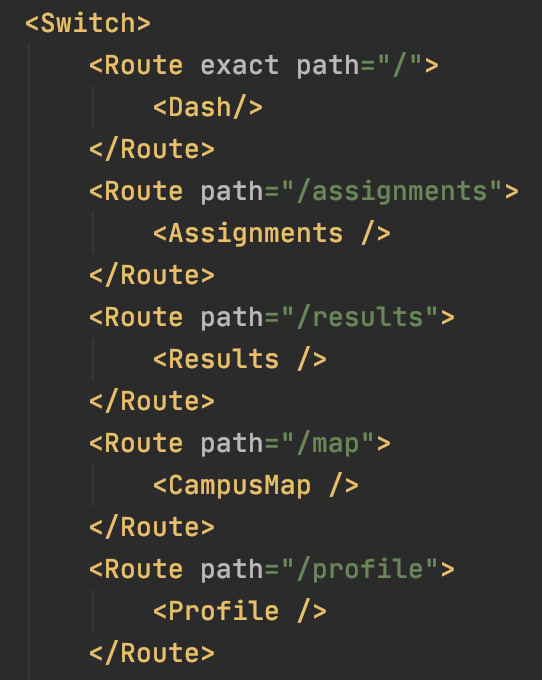 <Switch>
<Route exact path="/">
<Dash/>
</Route>
<Route path="/assignments">
<Assignments />
</Route>
<Route path="/results">
<Results />
</Route>
<Route path="/map">
<CampusMap />
</Route>
<Route path="/profile">
<Profile />
</Route>